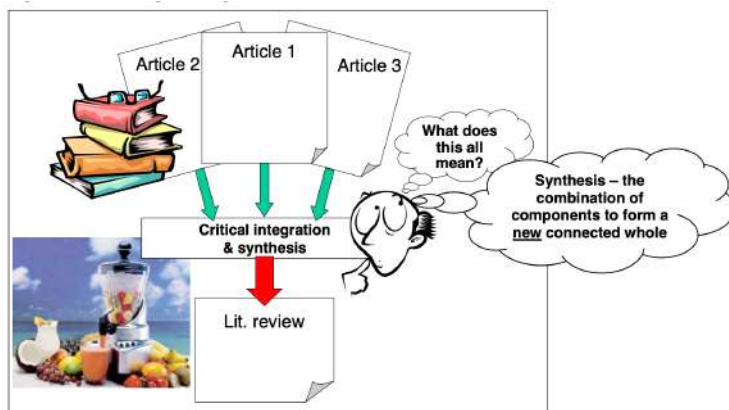 Article 2
Article 1
Article 3
What does
this all
mean?
Synthesis – the
combination of
components to form a
new connected whole
Critical integration
& synthesis
Lit. review